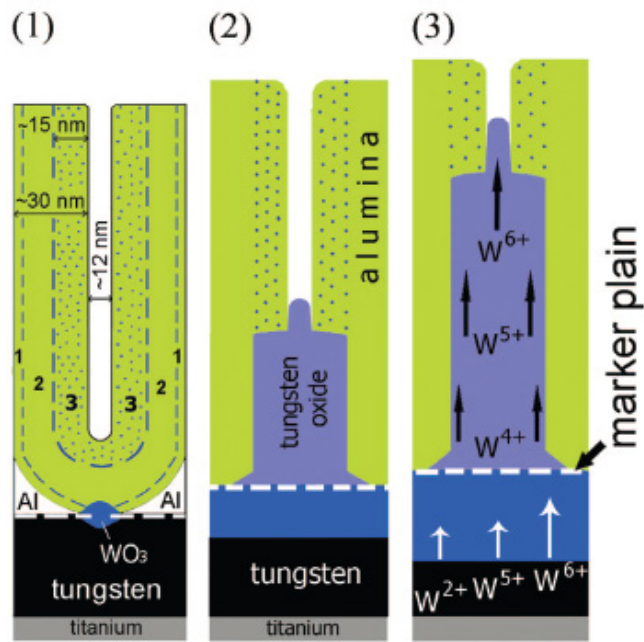 (1)
(2)
(3)
~15 nm
~30 nm
~12 nm
1
2
3
3
2
1
Al
Al
WO₃
tungsten
titanium
alumina
tungsten
oxide
tungsten
W⁶⁺
W⁵⁺
W⁴⁺
marker plain
W²⁺ W⁵⁺ W⁶⁺